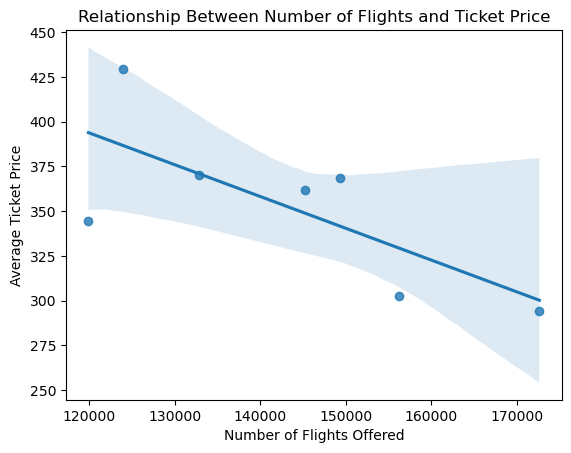 Relationship Between Number of Flights and Ticket Price
450
425
400
375
350
325
300
275
250
Average Ticket Price
120000 130000 140000 150000 160000 170000
Number of Flights Offered